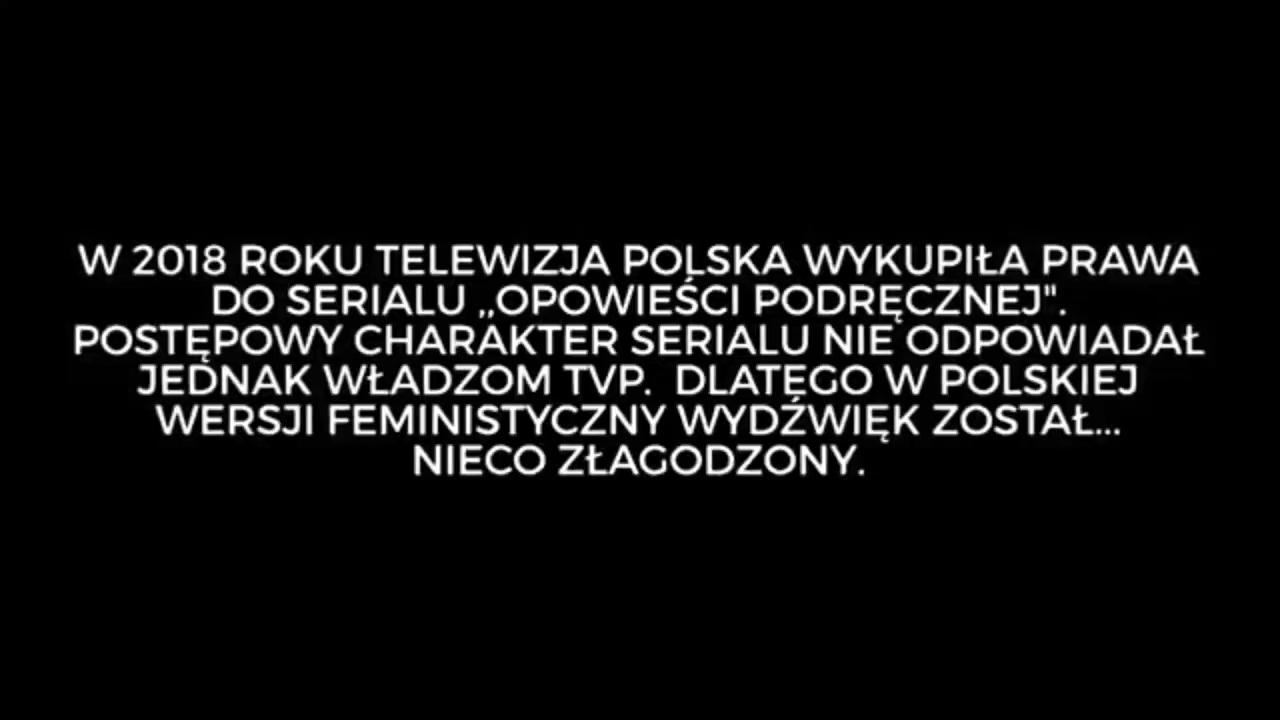 W 2018 ROKU TELEWIZJA POLSKA WYKUPIŁA PRAWA
DO SERIALU ,,OPOWIEŚCI PODRĘCZNEJ".
POSTĘPOWY CHARAKTER SERIALU NIE ODPOWIADAŁ
JEDNAK WŁADZOM TVP. DLATEGO W POLSKIEJ
WERSJI FEMINISTYCZNY WYDŹWIĘK ZOSTAŁ...
NIECO ZŁAGODZONY.